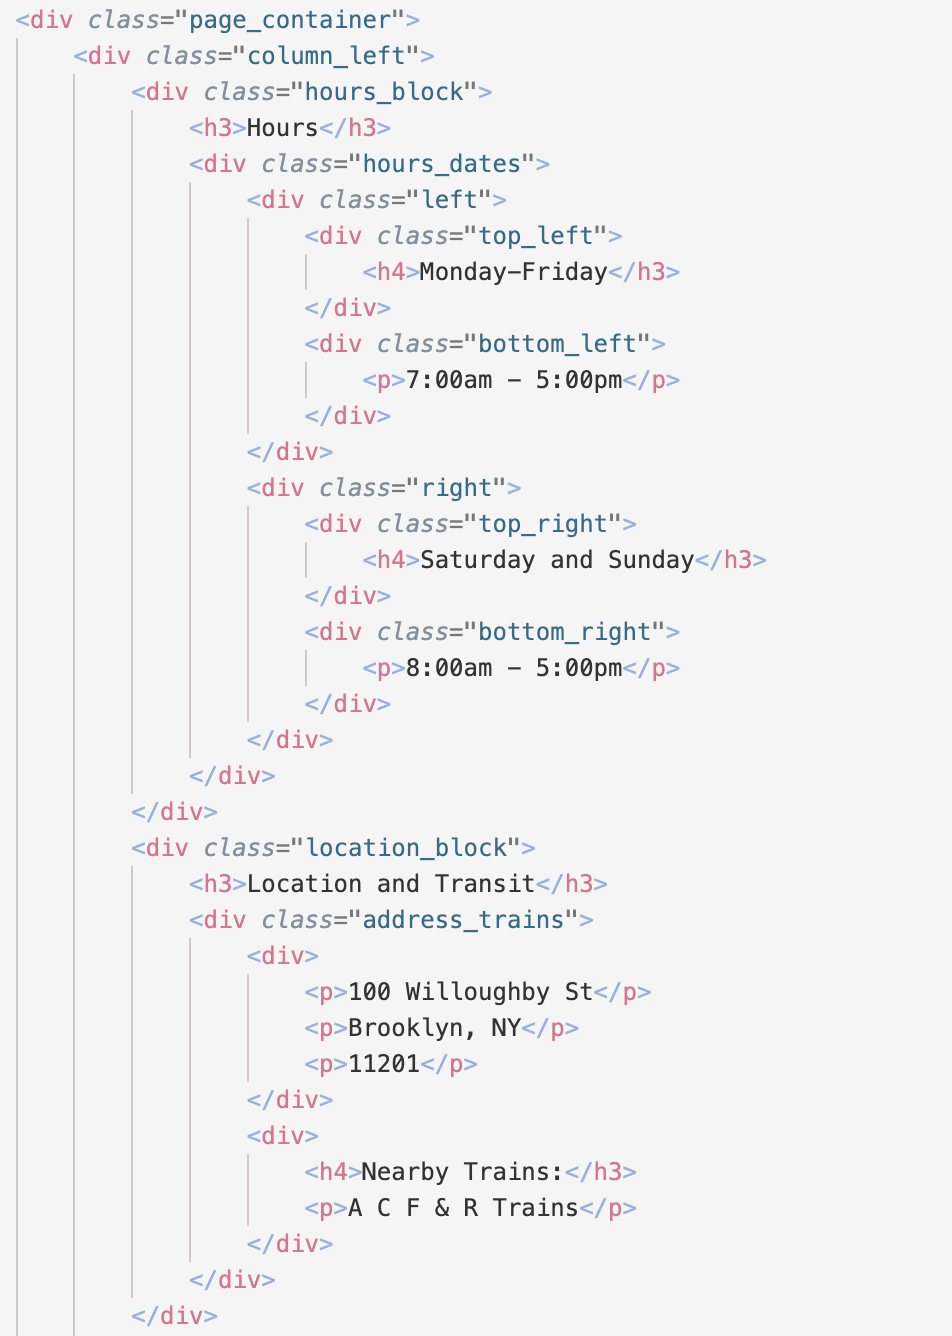 <div class="page_container">
<div class="column_left">
<div class="hours_block">
<h3>Hours</h3>
<div class="hours_dates">
<div class="left">
<div class="top_left">
<h4>Monday–Friday</h3>
</div>
<div class="bottom_left">
<p>7:00am – 5:00pm</p>
</div>
</div>
<div class="right">
<div class="top_right">
<h4>Saturday and Sunday</h3>
</div>
<div class="bottom_right">
<p>8:00am – 5:00pm</p>
</div>
</div>
</div>
</div>
<div class="location_block">
<h3>Location and Transit</h3>
<div class="address_trains">
<div>
<p>100 Willoughby St</p>
<p>Brooklyn, NY</p>
<p>11201</p>
</div>
<div>
<h4>Nearby Trains:</h3>
<p>A C F & R Trains</p>
</div>
</div>
</div>